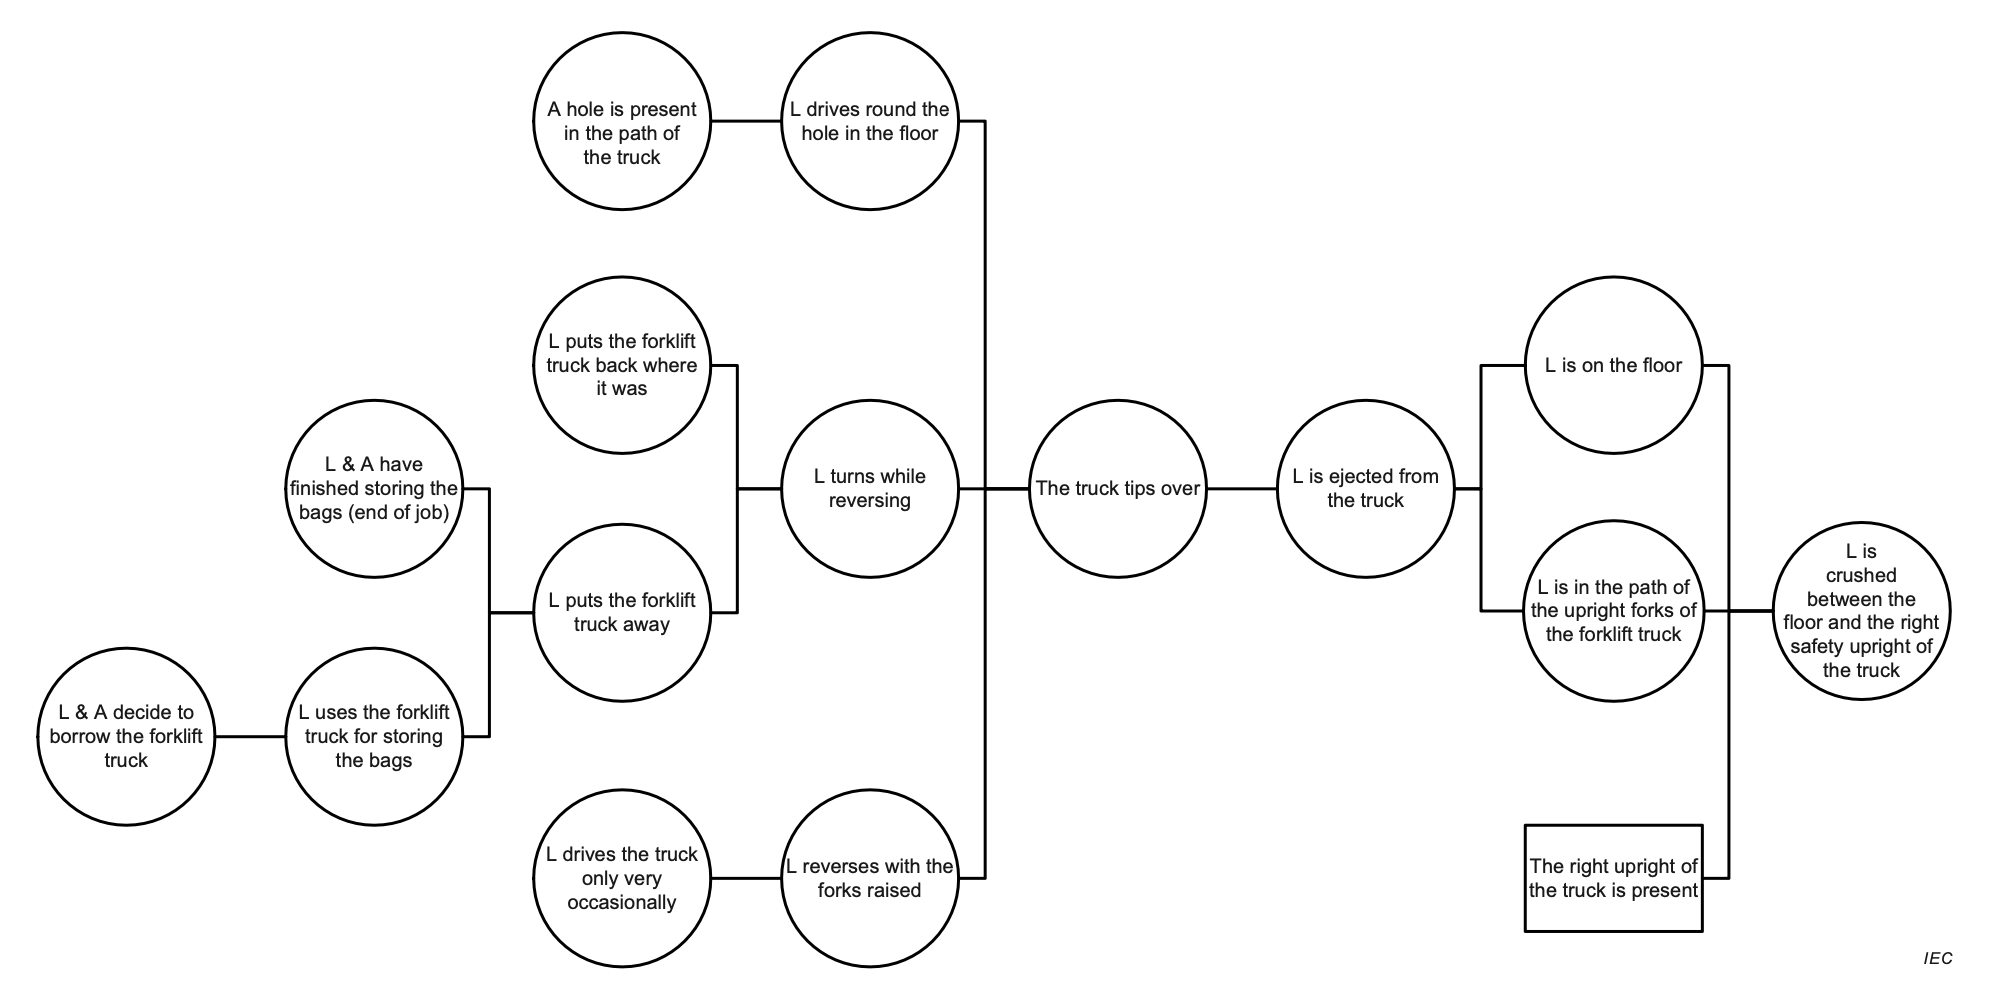 A hole is present
in the path of
the truck
L drives round the
hole in the floor
L puts the forklift
truck back where
it was
L is on the floor
L & A have
finished storing the
bags (end of job)
L turns while
reversing
The truck tips over
L is ejected from
the truck
L puts the forklift
truck away
L is in the path of
the upright forks of
the forklift truck
L is
crushed
between the
floor and the right
safety upright of
the truck
L & A decide to
borrow the forklift
truck
L uses the forklift
truck for storing
the bags
L drives the truck
only very
occasionally
L reverses with the
forks raised
The right upright of
the truck is present
IEC